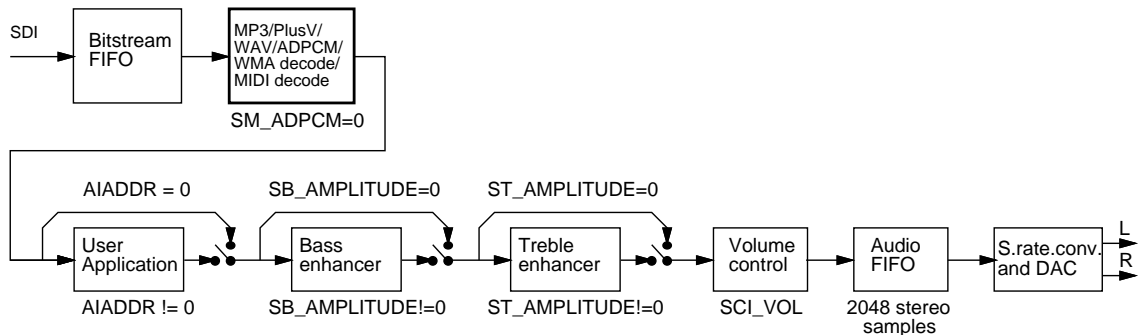 SDI
Bitstream
FIFO
MP3/PlusV/
WAV/ADPCM/
WMA decode/
MIDI decode
SM_ADPCM=0
AIADDR = 0
SB_AMPLITUDE=0
ST_AMPLITUDE=0
User
Application
Bass
enhancer
Treble
enhancer
Volume
control
Audio
FIFO
S.rate.conv.
and DAC
L
R
AIADDR != 0
SB_AMPLITUDE!=0
ST_AMPLITUDE!=0
SCI_VOL
2048 stereo
samples